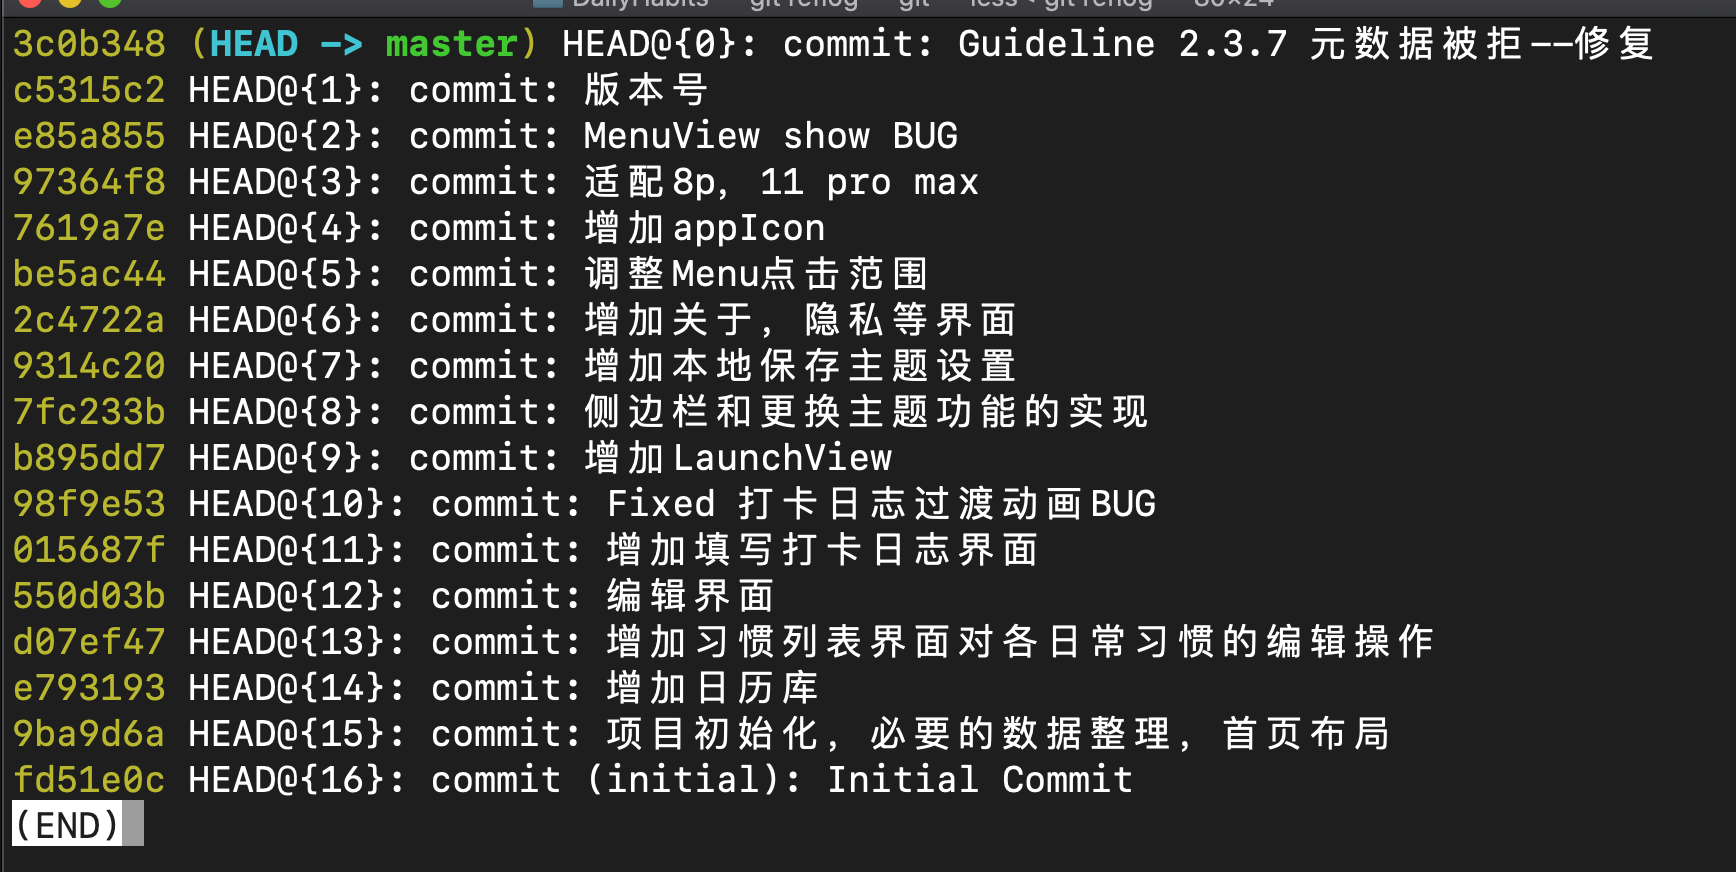 DailyHabits — git reflog — git — less ‹ git reflog — 80×24
3c0b348 (HEAD -> master) HEAD@{0}: commit: Guideline 2.3.7 元数据被拒--修复
c5315c2 HEAD@{1}: commit: 版本号
e85a855 HEAD@{2}: commit: MenuView show BUG
97364f8 HEAD@{3}: commit: 适配8p, 11 pro max
7619a7e HEAD@{4}: commit: 增加appIcon
be5ac44 HEAD@{5}: commit: 调整Menu点击范围
2c4722a HEAD@{6}: commit: 增加关于, 隐私等界面
9314c20 HEAD@{7}: commit: 增加本地保存主题设置
7fc233b HEAD@{8}: commit: 侧边栏和更换主题功能的实现
b895dd7 HEAD@{9}: commit: 增加LaunchView
98f9e53 HEAD@{10}: commit: Fixed 打卡日志过渡动画BUG
015687f HEAD@{11}: commit: 增加填写打卡日志界面
550d03b HEAD@{12}: commit: 编辑界面
d07ef47 HEAD@{13}: commit: 增加习惯列表界面对各日常习惯的编辑操作
e793193 HEAD@{14}: commit: 增加日历库
9ba9d6a HEAD@{15}: commit: 项目初始化, 必要的数据整理, 首页布局
fd51e0c HEAD@{16}: commit (initial): Initial Commit
(END)